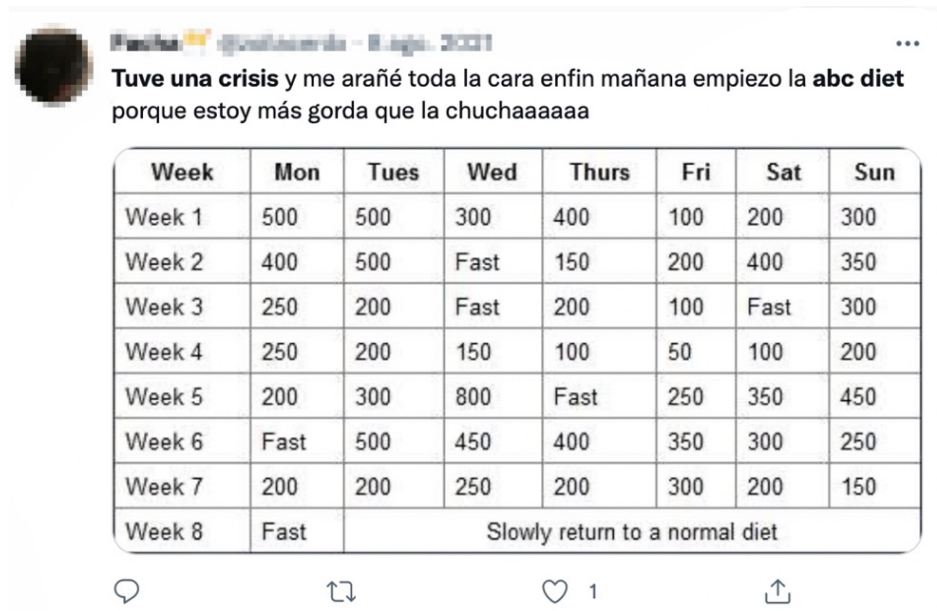 Tuve una crisis y me arañé toda la cara enfin mañana empiezo la abc diet
porque estoy más gorda que la chuchaaaaaa
Week Mon Tues Wed Thurs Fri Sat Sun
Week 1 500 500 300 400 100 200 300
Week 2 400 500 Fast 150 200 400 350
Week 3 250 200 Fast 200 100 Fast 300
Week 4 250 200 150 100 50 100 200
Week 5 200 300 800 Fast 250 350 450
Week 6 Fast 500 450 400 350 300 250
Week 7 200 200 250 200 300 200 150
Week 8 Fast Slowly return to a normal diet
1